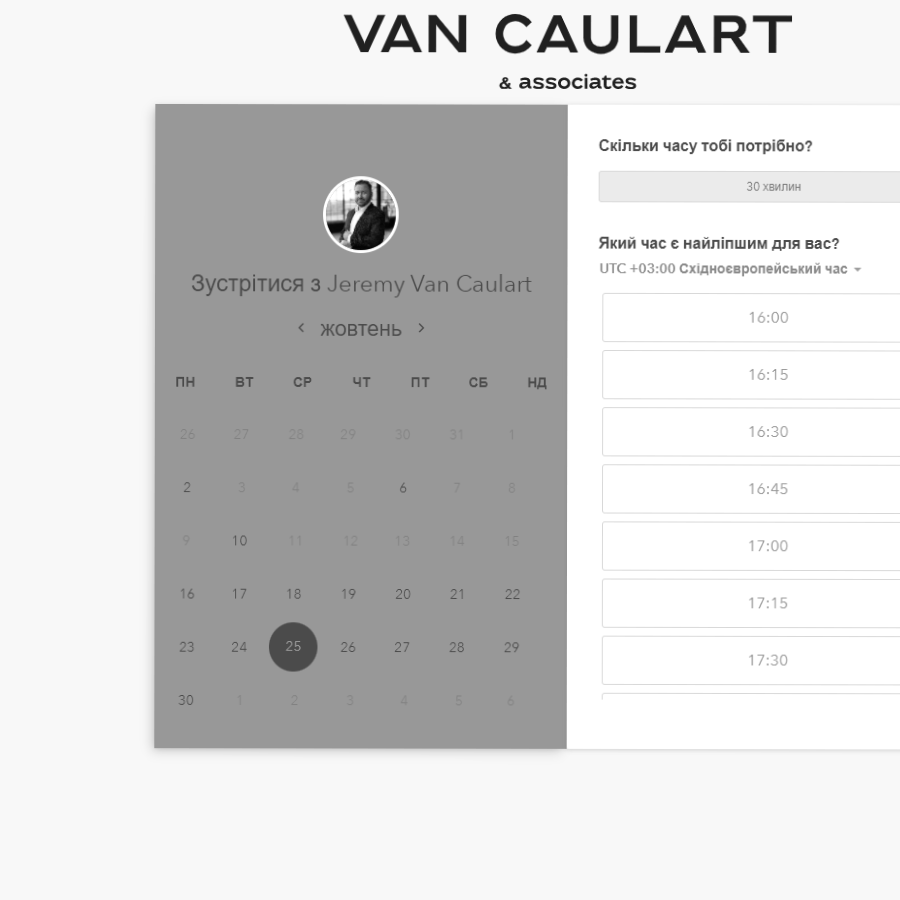 VAN CAULART
& associates
Зустрітися з Jeremy Van Caulart
жовтень
ПН ВТ СР ЧТ ПТ СБ НД
26 27 28 29 30 31 1
2 3 4 5 6 7 8
9 10 11 12 13 14 15
16 17 18 19 20 21 22
23 24 25 26 27 28 29
30 1 2 3 4 5 6
Скільки часу тобі потрібно?
30 хвилин
Який час є найліпшим для вас?
UTC +03:00 Східноєвропейський час
16:00
16:15
16:30
16:45
17:00
17:15
17:30